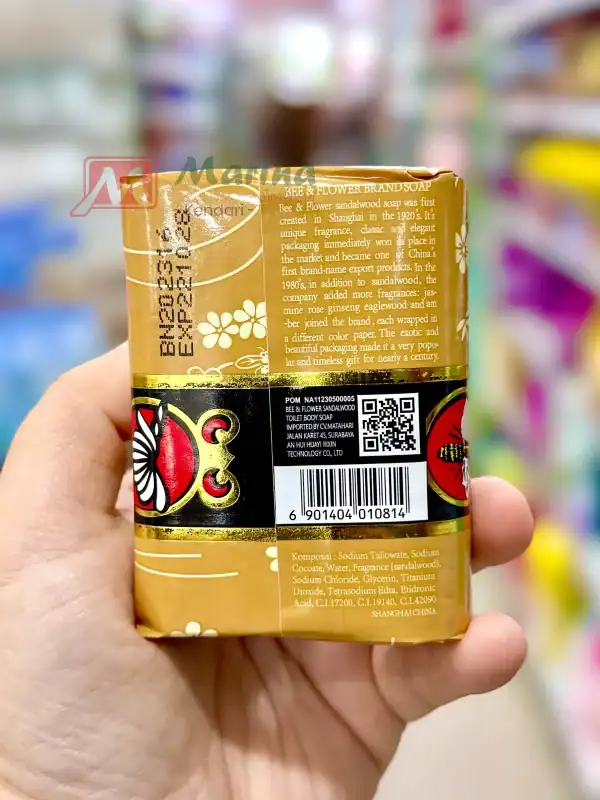 Marina
Kendari
BN202316
EXP221028
BEE & FLOWER BRAND SOAP
Bee & Flower sandalwood soap was first
created in Shanghai in the 1920's. It's
unique fragrance, classic and elegant
packaging immediately won its place in
the market and became one of China's
first brand-name export products. In the
1980's, in addition to sandalwood, the
company added more fragrances: jas-
mine rose ginseng eaglewood and am
-ber joined the brand, each wrapped in
a different color paper. The exotic and
beautiful packaging made it a very popu-
lar and timeless gift for nearly a century.
POM NA11230500005
BEE & FLOWER SANDALWOOD
TOILET BODY SOAP
IMPORTED BY CV.MATAHARI
JALAN KARET 45, SURABAYA
AN HUI HUAYI RIXIN
TECHNOLOGY CO., LTD
6 901404 010814
Komposisi : Sodium Tallowate, Sodium
Cocoate, Water, Fragrance (sandalwood),
Sodium Chloride, Glycerin, Titanium
Dioxide, Tetrasodium Edta, Etidronic
Acid, C.I.17200, C.I.19140, C.I.42090
SHANGHAI CHINA